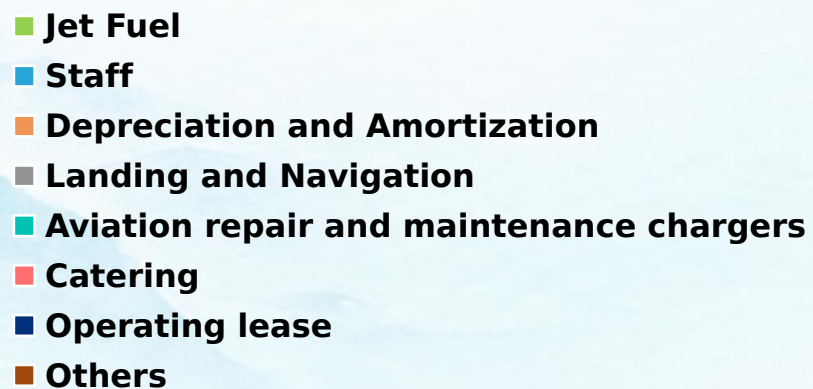 Jet Fuel
Staff
Depreciation and Amortization
Landing and Navigation
Aviation repair and maintenance chargers
Catering
Operating lease
Others